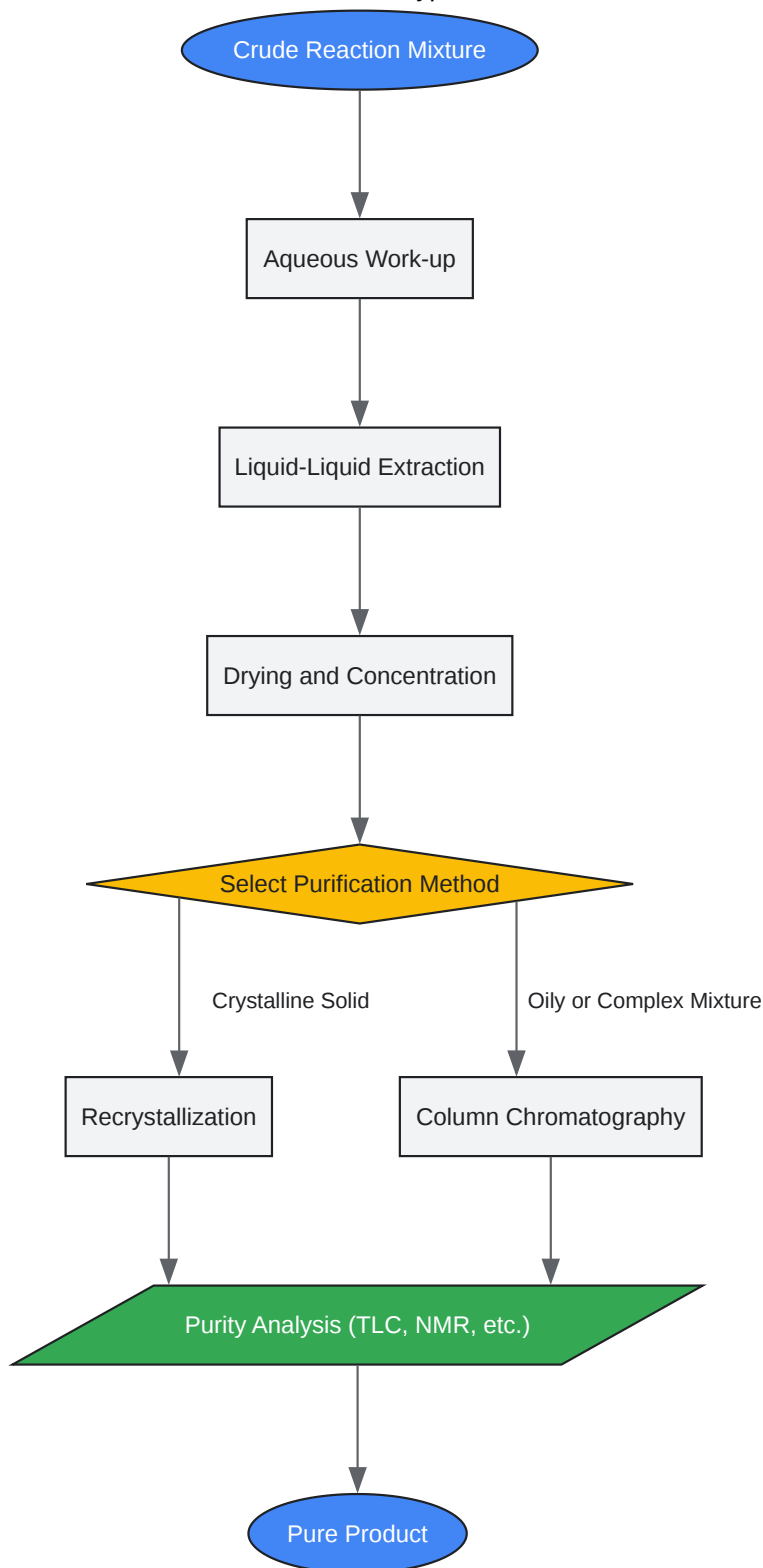 Crude Reaction Mixture
Aqueous Work-up
Liquid-Liquid Extraction
Drying and Concentration
Select Purification Method
Crystalline Solid
Oily or Complex Mixture
Recrystallization
Column Chromatography
Purity Analysis (TLC, NMR, etc.)
Pure Product